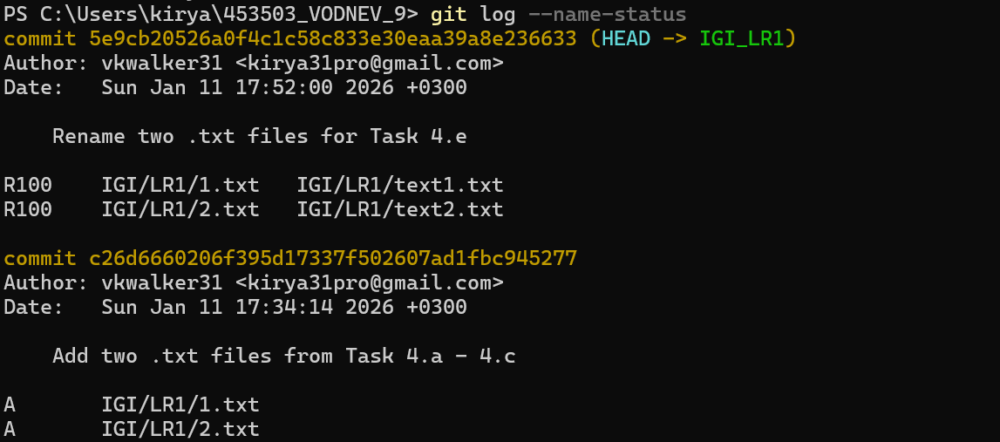 PS C:\Users\kirya\453503_VODNEV_9> git log --name-status
commit 5e9cb20526a0f4c1c58c833e30eaa39a8e236633 (HEAD -> IGI_LR1)
Author: vkwalker31 <kirya31pro@gmail.com>
Date:   Sun Jan 11 17:52:00 2026 +0300
    Rename two .txt files for Task 4.e
R100    IGI/LR1/1.txt   IGI/LR1/text1.txt
R100    IGI/LR1/2.txt   IGI/LR1/text2.txt
commit c26d6660206f395d17337f502607ad1fbc945277
Author: vkwalker31 <kirya31pro@gmail.com>
Date:   Sun Jan 11 17:34:14 2026 +0300
    Add two .txt files from Task 4.a - 4.c
A       IGI/LR1/1.txt
A       IGI/LR1/2.txt